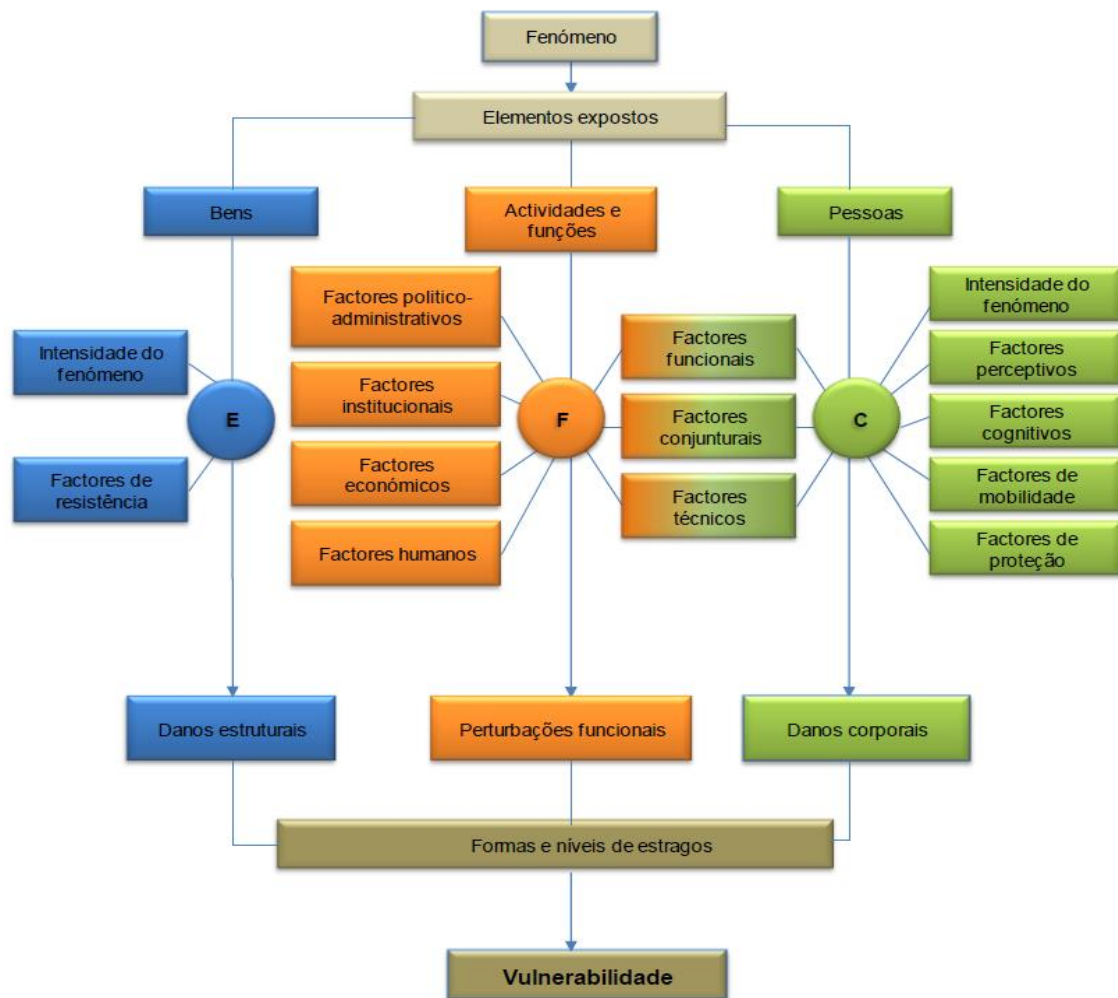 Fenómeno
Elementos expostos
Bens
Actividades e
funções
Pessoas
Intensidade do
fenómeno
Factores de
resistência
E
Factores politico-
administrativos
Factores
institucionais
Factores
económicos
Factores humanos
F
Factores
funcionais
Factores
conjunturais
Factores
técnicos
C
Intensidade do
fenómeno
Factores
perceptivos
Factores
cognitivos
Factores de
mobilidade
Factores de
proteção
Danos estruturais
Perturbações funcionais
Danos corporais
Formas e níveis de estragos
Vulnerabilidade